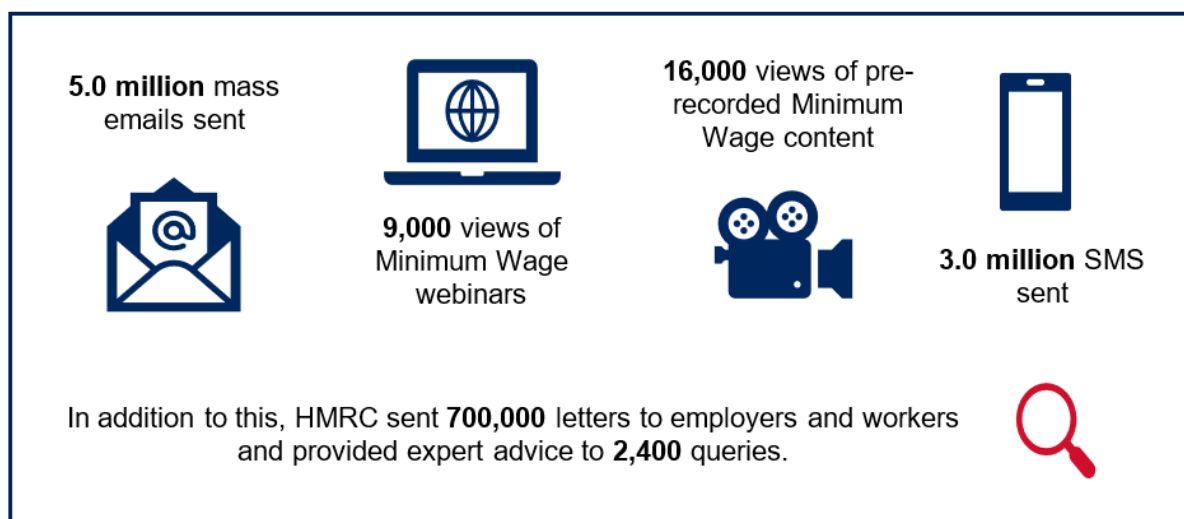 5.0 million mass
emails sent
@
9,000 views of
Minimum Wage
webinars
16,000 views of pre-
recorded Minimum
Wage content
3.0 million SMS
sent
In addition to this, HMRC sent 700,000 letters to employers and workers
and provided expert advice to 2,400 queries.